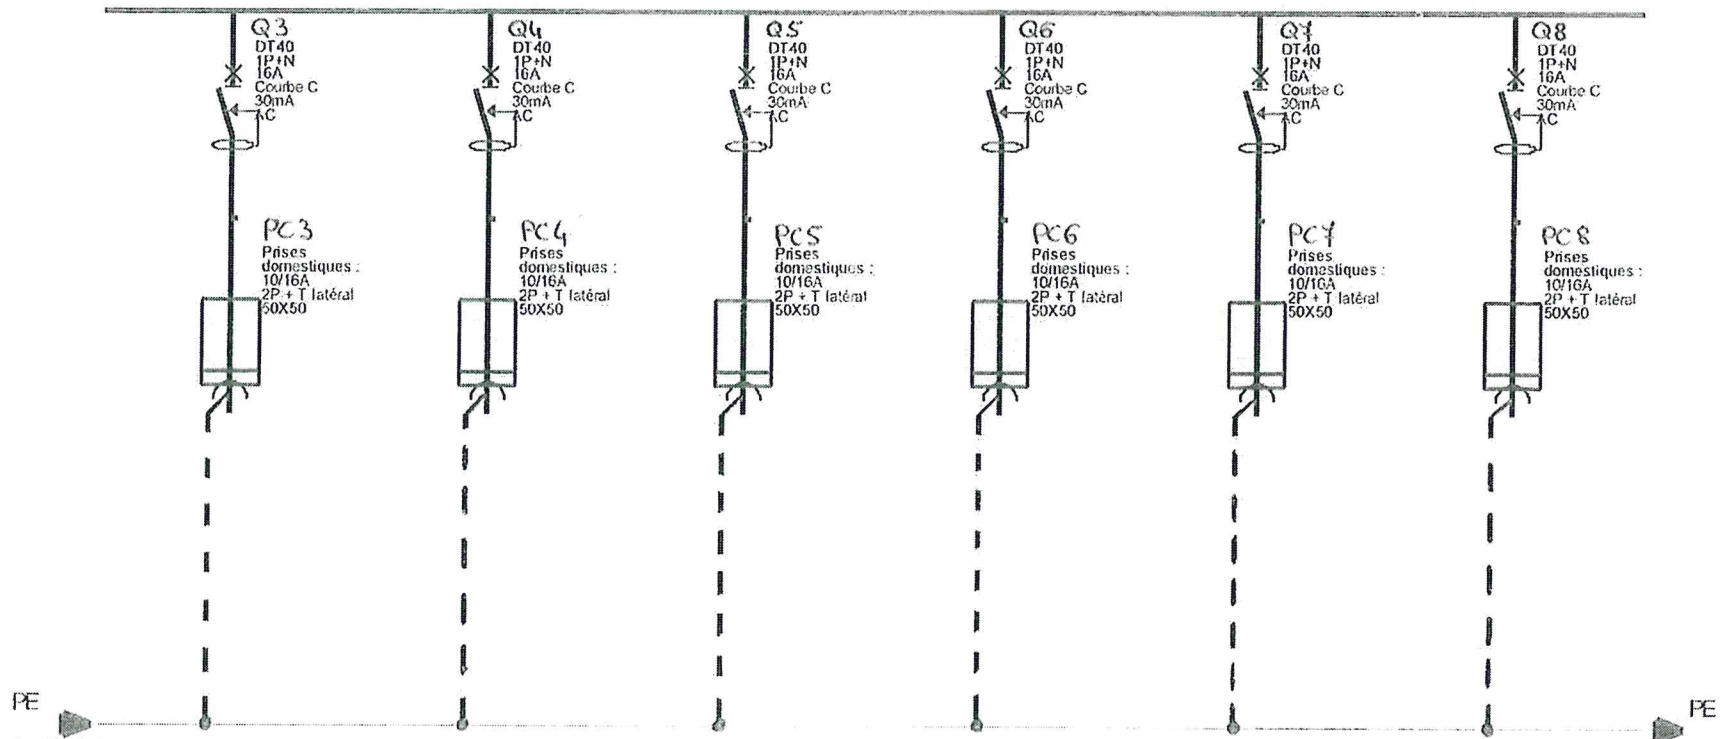 Q3
DT40
1P+N
16A
Courbe C
30mA
AC
Q4
DT40
1P+N
16A
Courbe C
30mA
AC
Q5
DT40
1P+N
16A
Courbe C
30mA
AC
Q6
DT40
1P+N
16A
Courbe C
30mA
AC
Q7
DT40
1P+N
16A
Courbe C
30mA
AC
Q8
DT40
1P+N
16A
Courbe C
30mA
AC
PC3
Prises
domestiques :
10/16A
2P + T latéral
50X50
PC4
Prises
domestiques :
10/16A
2P + T latéral
50X50
PC5
Prises
domestiques :
10/16A
2P + T latéral
50X50
PC6
Prises
domestiques :
10/16A
2P + T latéral
50X50
PC7
Prises
domestiques :
10/16A
2P + T latéral
50X50
PC8
Prises
domestiques :
10/16A
2P + T latéral
50X50
PE
PE